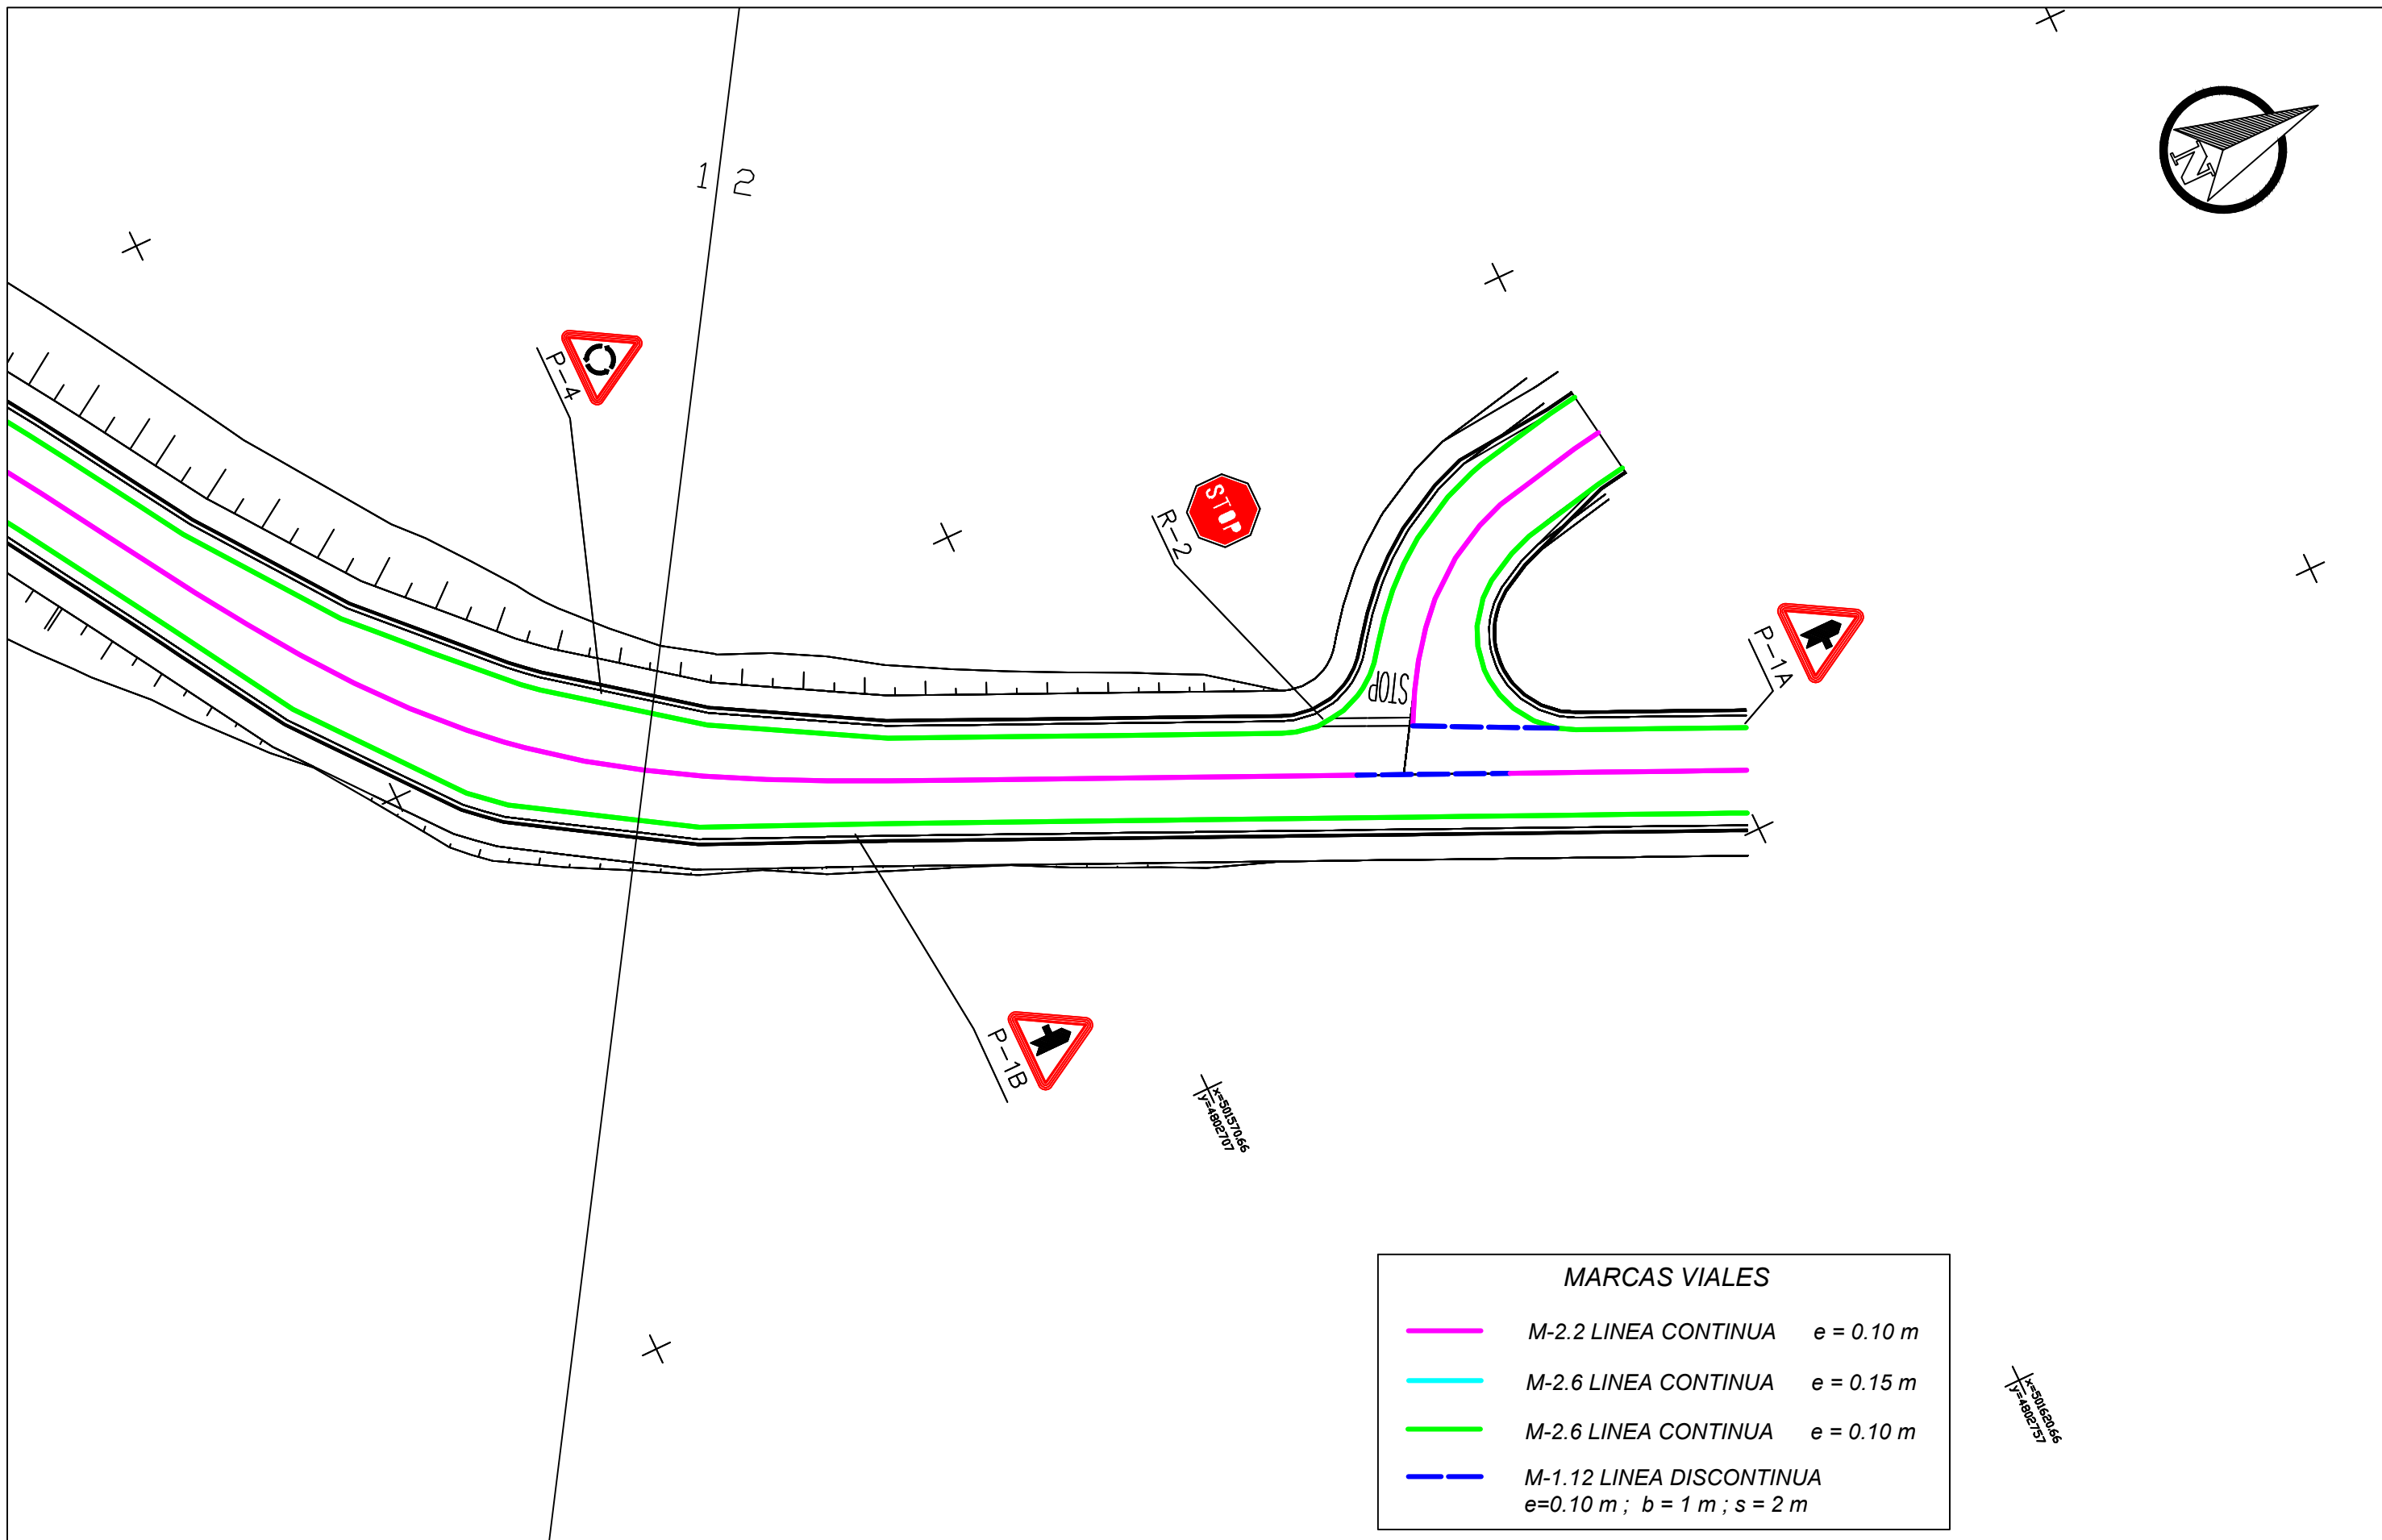 1 2
N
P-4
STOP
R-2
STOP
P-1A
P-1B
x=501570.66
y=4802707
MARCAS VIALES
M-2.2 LINEA CONTINUA e = 0.10 m
M-2.6 LINEA CONTINUA e = 0.15 m
M-2.6 LINEA CONTINUA e = 0.10 m
M-1.12 LINEA DISCONTINUA
e=0.10 m ; b = 1 m ; s = 2 m
x=501620.66
y=4802757